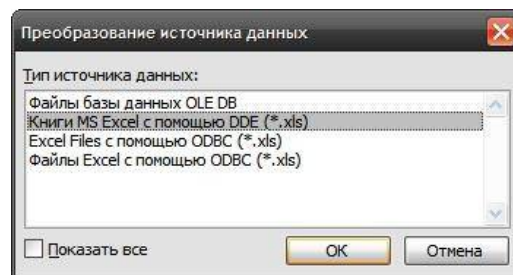 Преобразование источника данных
Тип источника данных:
Файлы базы данных OLE DB
Книги MS Excel с помощью DDE (*.xls)
Excel Files с помощью ODBC (*.xls)
Файлы Excel с помощью ODBC (*.xls)
Показать все
OK
Отмена